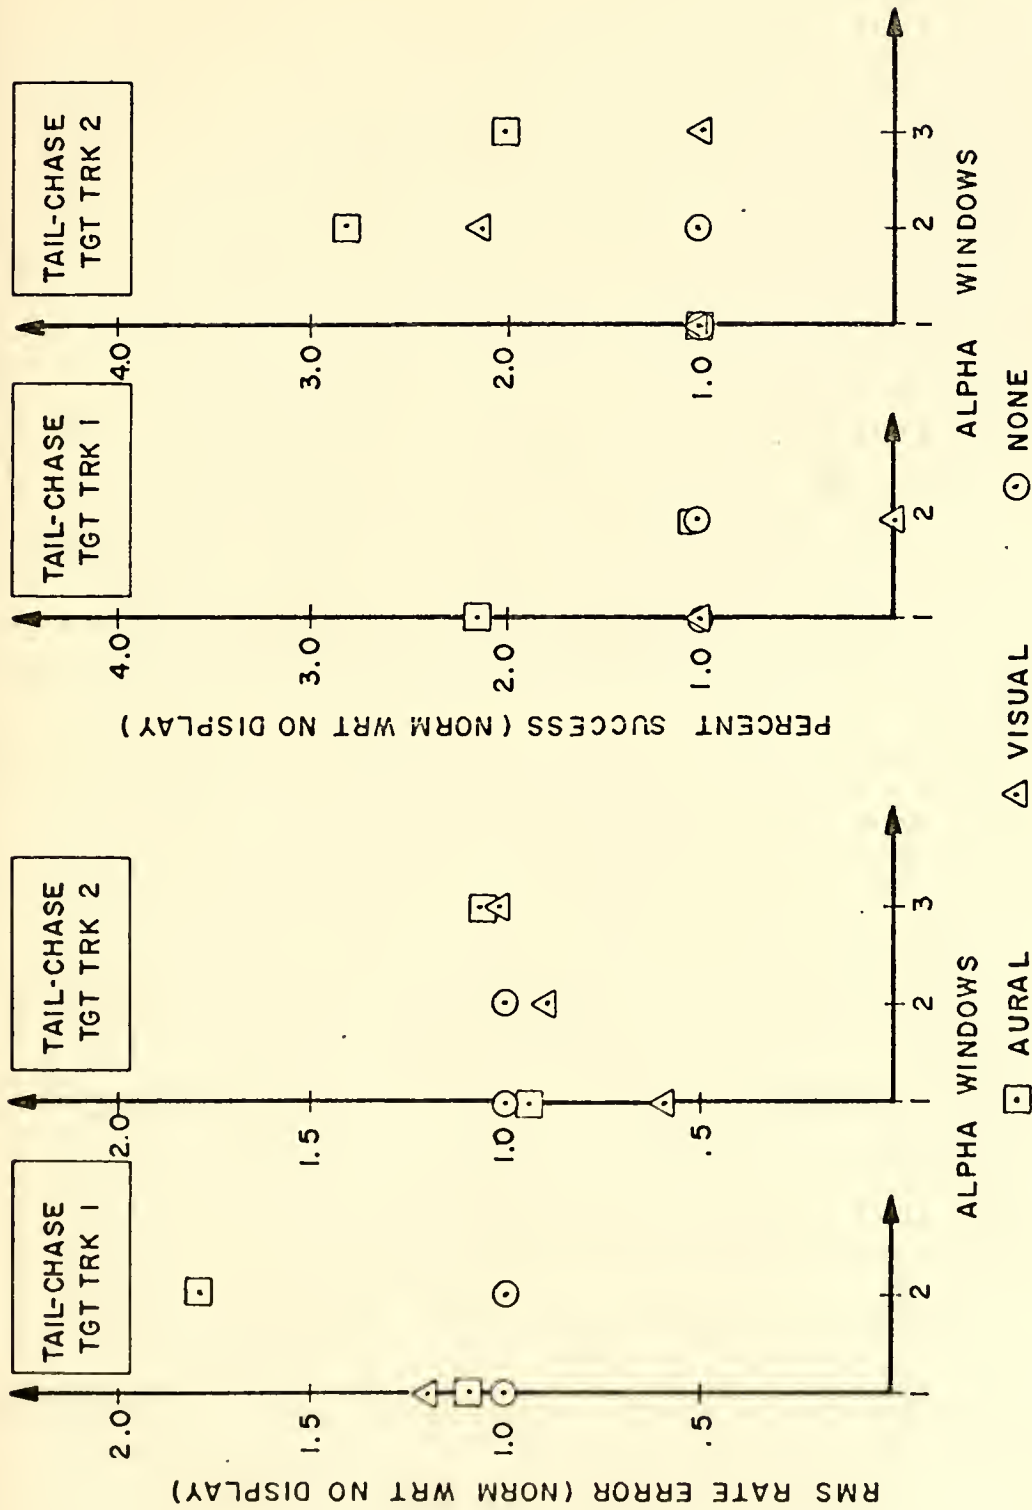 TAIL-CHASE
TGT TRK 1
TAIL-CHASE
TGT TRK 2
TAIL-CHASE
TGT TRK 1
TAIL-CHASE
TGT TRK 2
RMS RATE ERROR (NORM WRT NO DISPLAY)
2.0
1.5
1.0
.5
1
2
2.0
1.5
1.0
.5
1
2
3
ALPHA WINDOWS
PERCENT SUCCESS (NORM WRT NO DISPLAY)
4.0
3.0
2.0
1.0
1
2
4.0
3.0
2.0
1.0
1
2
3
ALPHA WINDOWS
AURAL
VISUAL
NONE